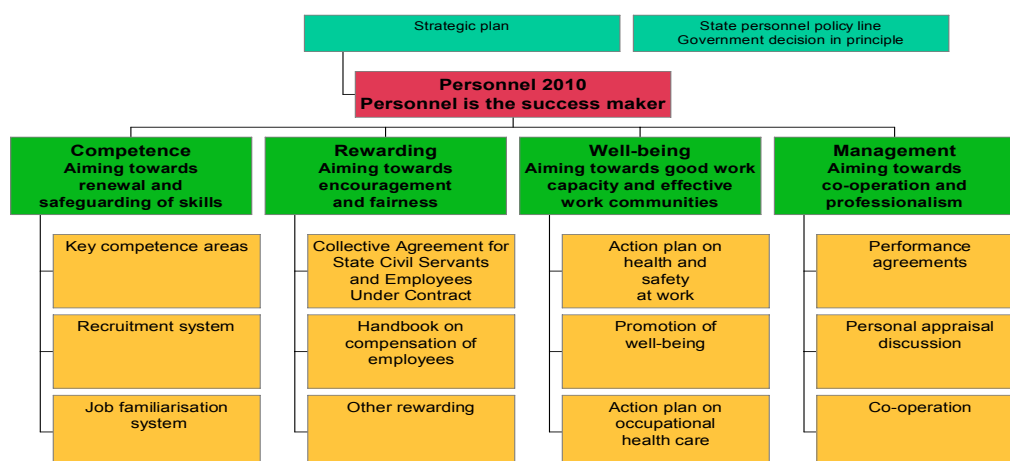 Strategic plan
State personnel policy line
Government decision in principle
Personnel 2010
Personnel is the success maker
Competence
Aiming towards
renewal and
safeguarding of skills
Rewarding
Aiming towards
encouragement
and fairness
Well-being
Aiming towards good work
capacity and effective
work communities
Management
Aiming towards
co-operation and
professionalism
Key competence areas
Recruitment system
Job familiarisation
system
Collective Agreement for
State Civil Servants
and Employees
Under Contract
Handbook on
compensation of
employees
Other rewarding
Action plan on
health and
safety
at work
Promotion of
well-being
Action plan on
occupational
health care
Performance
agreements
Personal appraisal
discussion
Co-operation